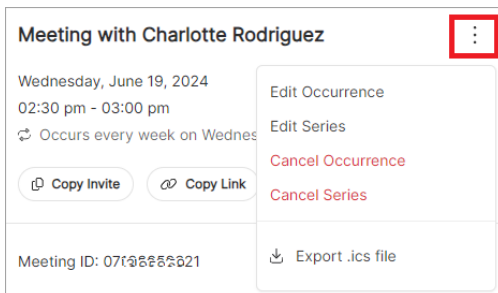 Meeting with Charlotte Rodriguez
Wednesday, June 19, 2024
02:30 pm - 03:00 pm
Occurs every week on Wednes
Copy Invite
Copy Link
Meeting ID:
Edit Occurrence
Edit Series
Cancel Occurrence
Cancel Series
Export .ics file